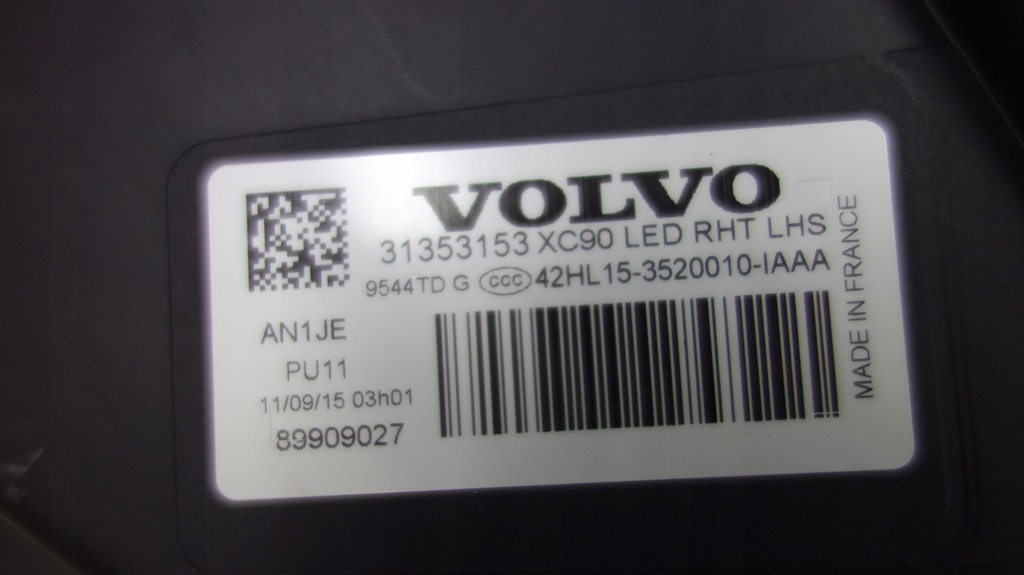 VOLVO
31353153 XC90 LED RHT LHS
9544TD G CCC 42HL15-3520010-IAAA
AN1JE
PU11
11/09/15 03h01
89909027
MADE IN FRANCE